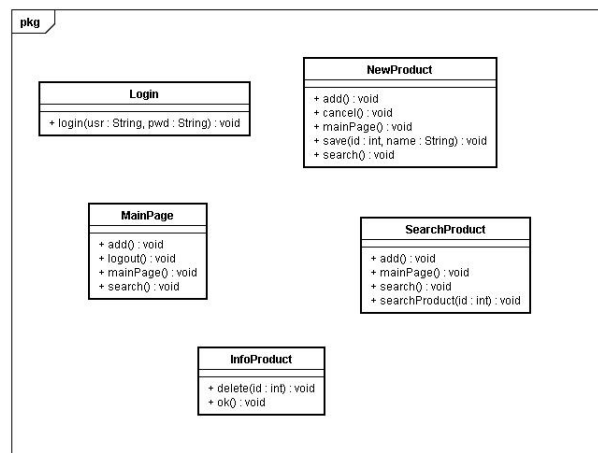 pkg
Login
+ login(usr : String, pwd : String) : void
NewProduct
+ add() : void
+ cancel() : void
+ mainPage() : void
+ save(id : int, name : String) : void
+ search() : void
MainPage
+ add() : void
+ logout() : void
+ mainPage() : void
+ search() : void
SearchProduct
+ add() : void
+ mainPage() : void
+ search() : void
+ searchProduct(id : int) : void
InfoProduct
+ delete(id : int) : void
+ ok() : void